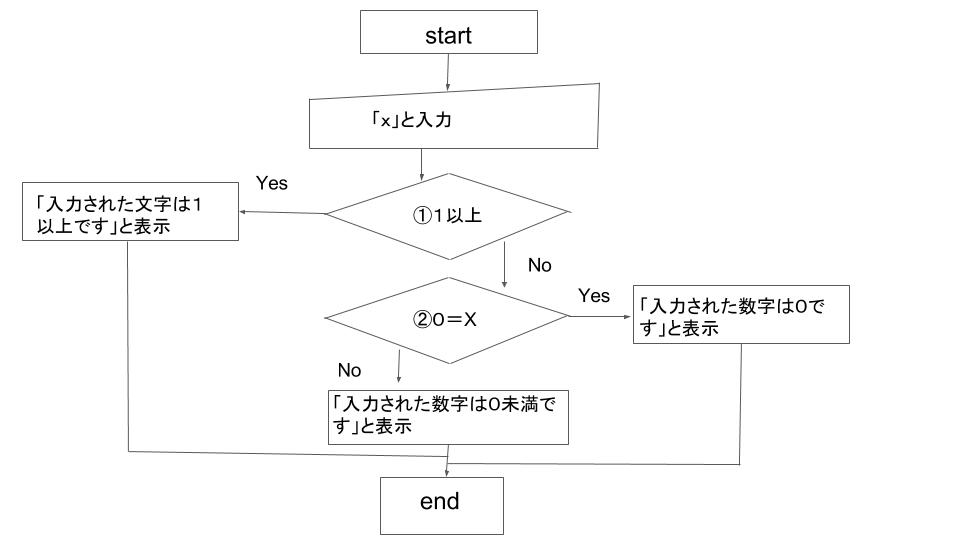 start
「x」と入力
Yes
「入力された文字は１
以上です」と表示
①１以上
No
Yes
②０＝X
「入力された数字は０で
す」と表示
No
「入力された数字は０未満で
す」と表示
end